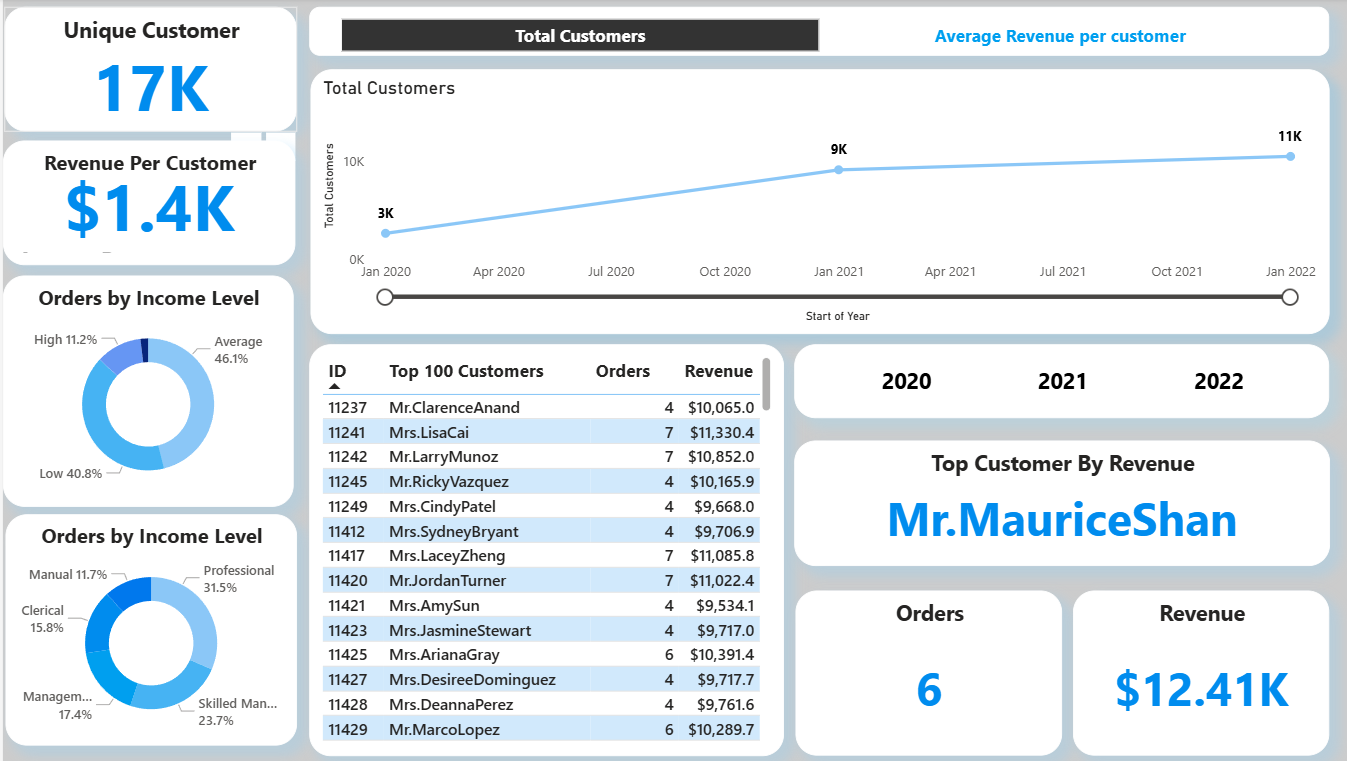 Unique Customer
17K
Revenue Per Customer
$1.4K
Orders by Income Level
High 11.2%
Average
46.1%
Low 40.8%
Orders by Income Level
Manual 11.7%
Professional
31.5%
Clerical
15.8%
Managem...
17.4%
Skilled Man...
23.7%
Total Customers
Average Revenue per customer
Total Customers
Total Customers
10K
0K
3K
9K
11K
Jan 2020 Apr 2020 Jul 2020 Oct 2020 Jan 2021 Apr 2021 Jul 2021 Oct 2021 Jan 2022
Start of Year
ID Top 100 Customers Orders Revenue
11237 Mr.ClarenceAnand 4 $10,065.0
11241 Mrs.LisaCai 7 $11,330.4
11242 Mr.LarryMunoz 7 $10,852.0
11245 Mr.RickyVazquez 4 $10,165.9
11249 Mrs.CindyPatel 4 $9,668.0
11412 Mrs.SydneyBryant 4 $9,706.9
11417 Mrs.LaceyZheng 7 $11,085.8
11420 Mr.JordanTurner 7 $11,022.4
11421 Mrs.AmySun 4 $9,534.1
11423 Mrs.JasmineStewart 4 $9,717.0
11425 Mrs.ArianaGray 6 $10,391.4
11427 Mrs.DesireeDominguez 4 $9,717.7
11428 Mrs.DeannaPerez 4 $9,761.6
11429 Mr.MarcoLopez 6 $10,289.7
2020 2021 2022
Top Customer By Revenue
Mr.MauriceShan
Orders
6
Revenue
$12.41K